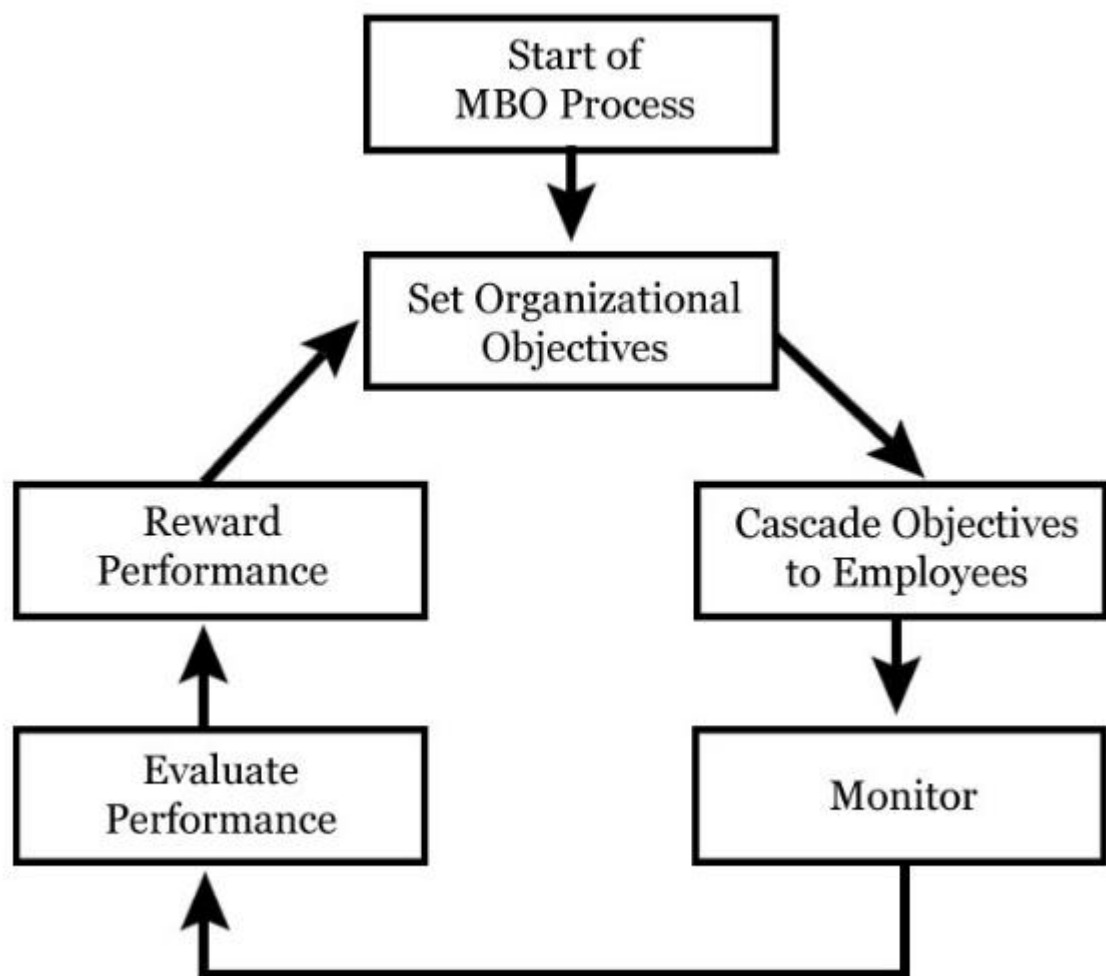 Start of
MBO Process
Set Organizational
Objectives
Cascade Objectives
to Employees
Monitor
Evaluate
Performance
Reward
Performance